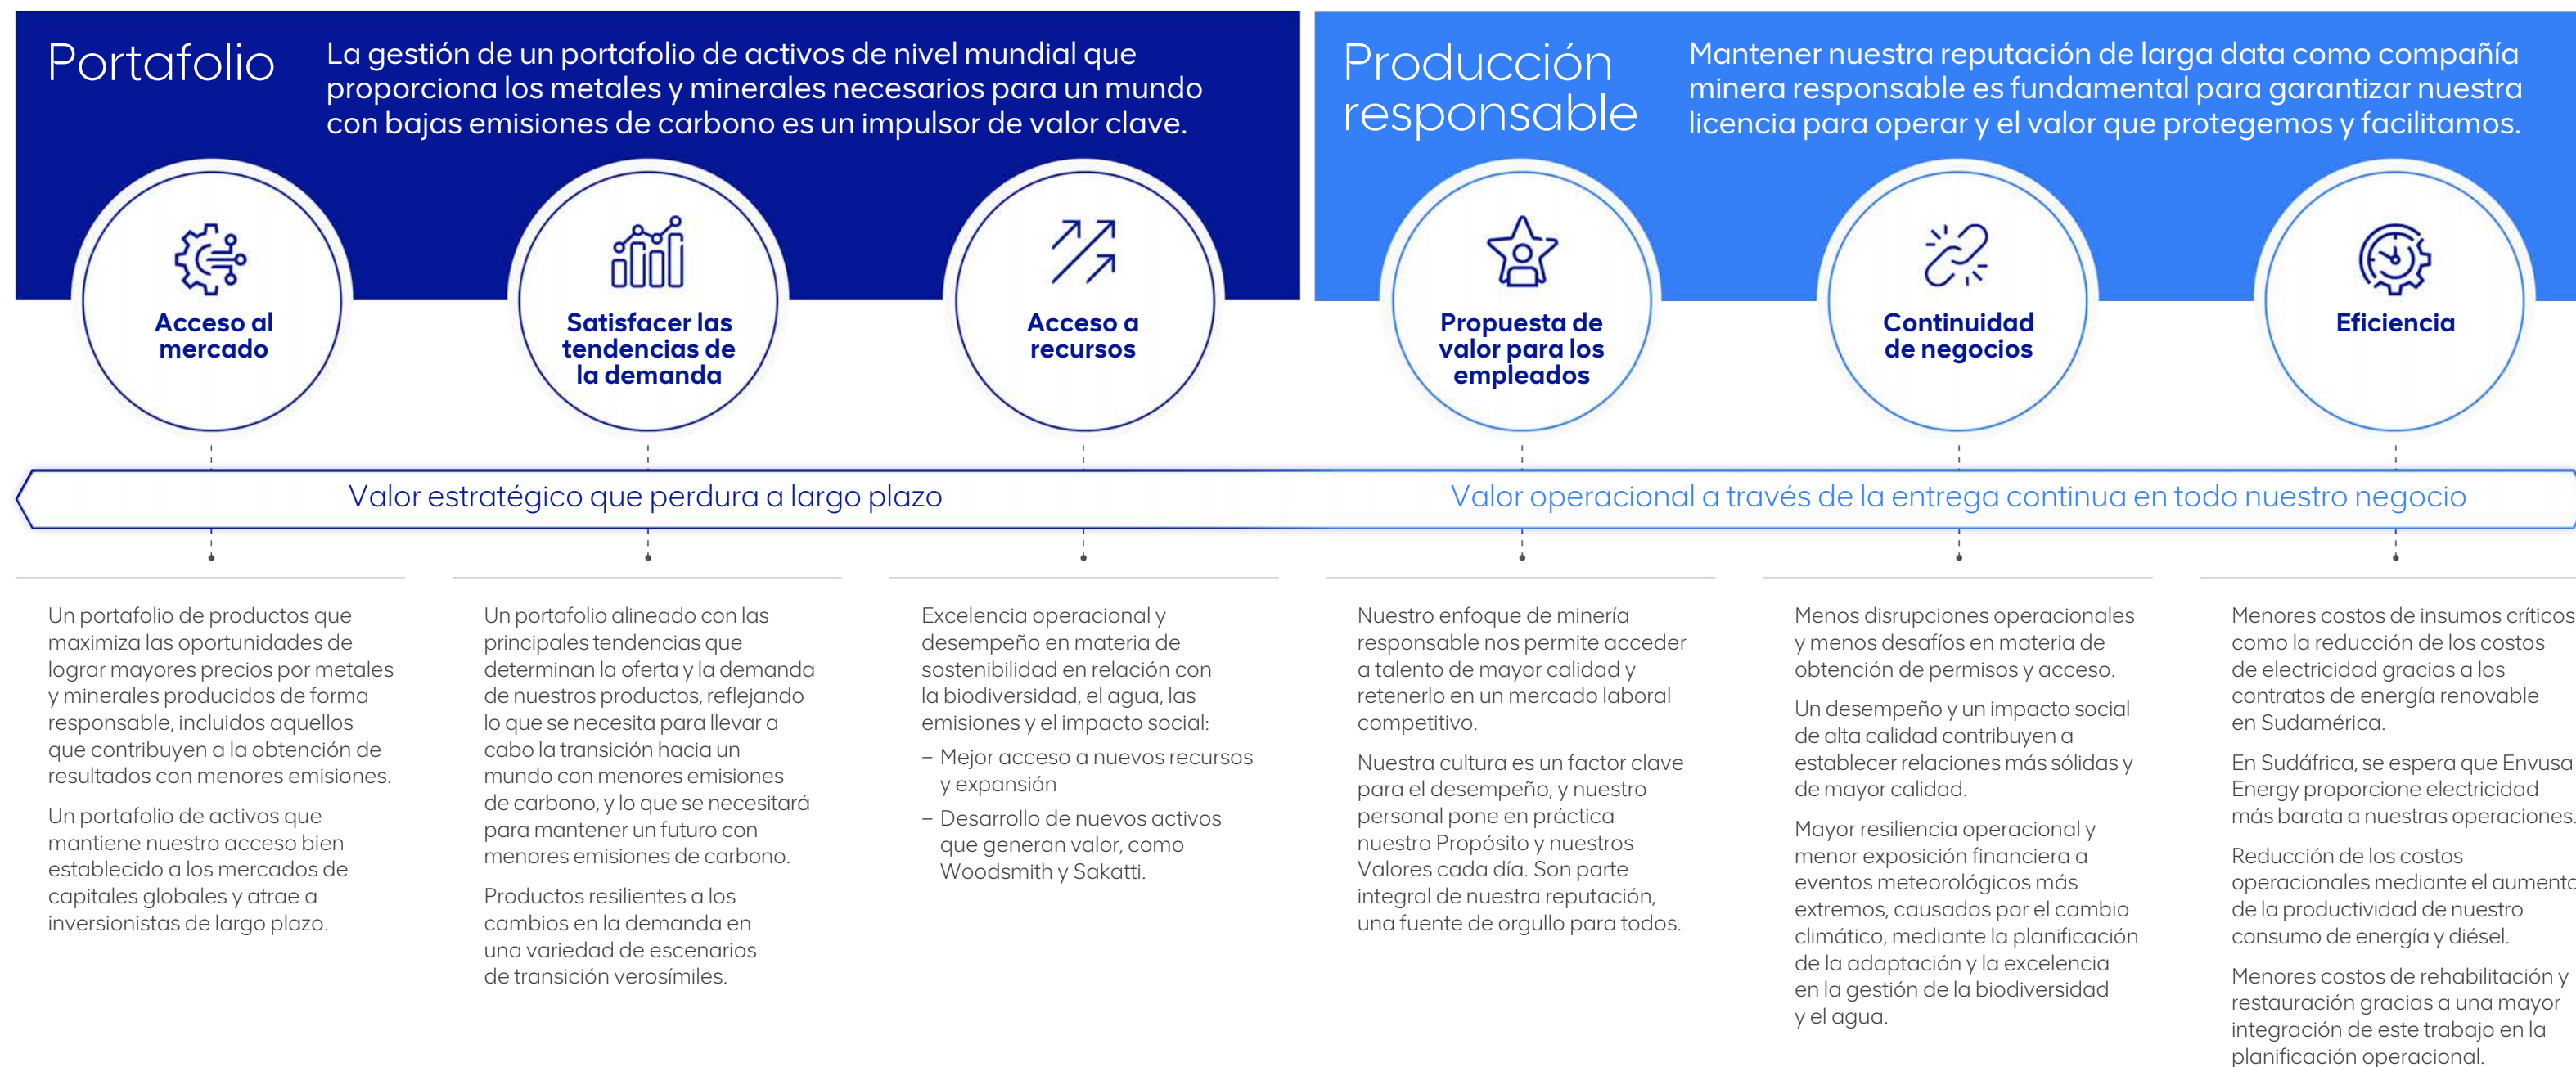 Portafolio
La gestión de un portafolio de activos de nivel mundial que
proporciona los metales y minerales necesarios para un mundo
con bajas emisiones de carbono es un impulsor de valor clave.
Producción
responsable
Mantener nuestra reputación de larga data como compañía
minera responsable es fundamental para garantizar nuestra
licencia para operar y el valor que protegemos y facilitamos.
Acceso al
mercado
Satisfacer las
tendencias de
la demanda
Acceso a
recursos
Propuesta de
valor para los
empleados
Continuidad
de negocios
Eficiencia
Valor estratégico que perdura a largo plazo
Valor operacional a través de la entrega continua en todo nuestro negocio
Un portafolio de productos que
maximiza las oportunidades de
lograr mayores precios por metales
y minerales producidos de forma
responsable, incluidos aquellos
que contribuyen a la obtención de
resultados con menores emisiones.
Un portafolio de activos que
mantiene nuestro acceso bien
establecido a los mercados de
capitales globales y atrae a
inversionistas de largo plazo.
Un portafolio alineado con las
principales tendencias que
determinan la oferta y la demanda
de nuestros productos, reflejando
lo que se necesita para llevar a
cabo la transición hacia un
mundo con menores emisiones
de carbono, y lo que se necesitará
para mantener un futuro con
menores emisiones de carbono.
Productos resilientes a los
cambios en la demanda en
una variedad de escenarios
de transición verosímiles.
Excelencia operacional y
desempeño en materia de
sostenibilidad en relación con
la biodiversidad, el agua, las
emisiones y el impacto social:
– Mejor acceso a nuevos recursos
y expansión
– Desarrollo de nuevos activos
que generan valor, como
Woodsmith y Sakatti.
Nuestro enfoque de minería
responsable nos permite acceder
a talento de mayor calidad y
retenerlo en un mercado laboral
competitivo.
Nuestra cultura es un factor clave
para el desempeño, y nuestro
personal pone en práctica
nuestro Propósito y nuestros
Valores cada día. Son parte
integral de nuestra reputación,
una fuente de orgullo para todos.
Menos disrupciones operacionales
y menos desafíos en materia de
obtención de permisos y acceso.
Un desempeño y un impacto social
de alta calidad contribuyen a
establecer relaciones más sólidas y
de mayor calidad.
Mayor resiliencia operacional y
menor exposición financiera a
eventos meteorológicos más
extremos, causados por el cambio
climático, mediante la planificación
de la adaptación y la excelencia
en la gestión de la biodiversidad
y el agua.
Menores costos de insumos críticos
como la reducción de los costos
de electricidad gracias a los
contratos de energía renovable
en Sudamérica.
En Sudáfrica, se espera que Envusa
Energy proporcione electricidad
más barata a nuestras operaciones.
Reducción de los costos
operacionales mediante el aumento
de la productividad de nuestro
consumo de energía y diésel.
Menores costos de rehabilitación y
restauración gracias a una mayor
integración de este trabajo en la
planificación operacional.